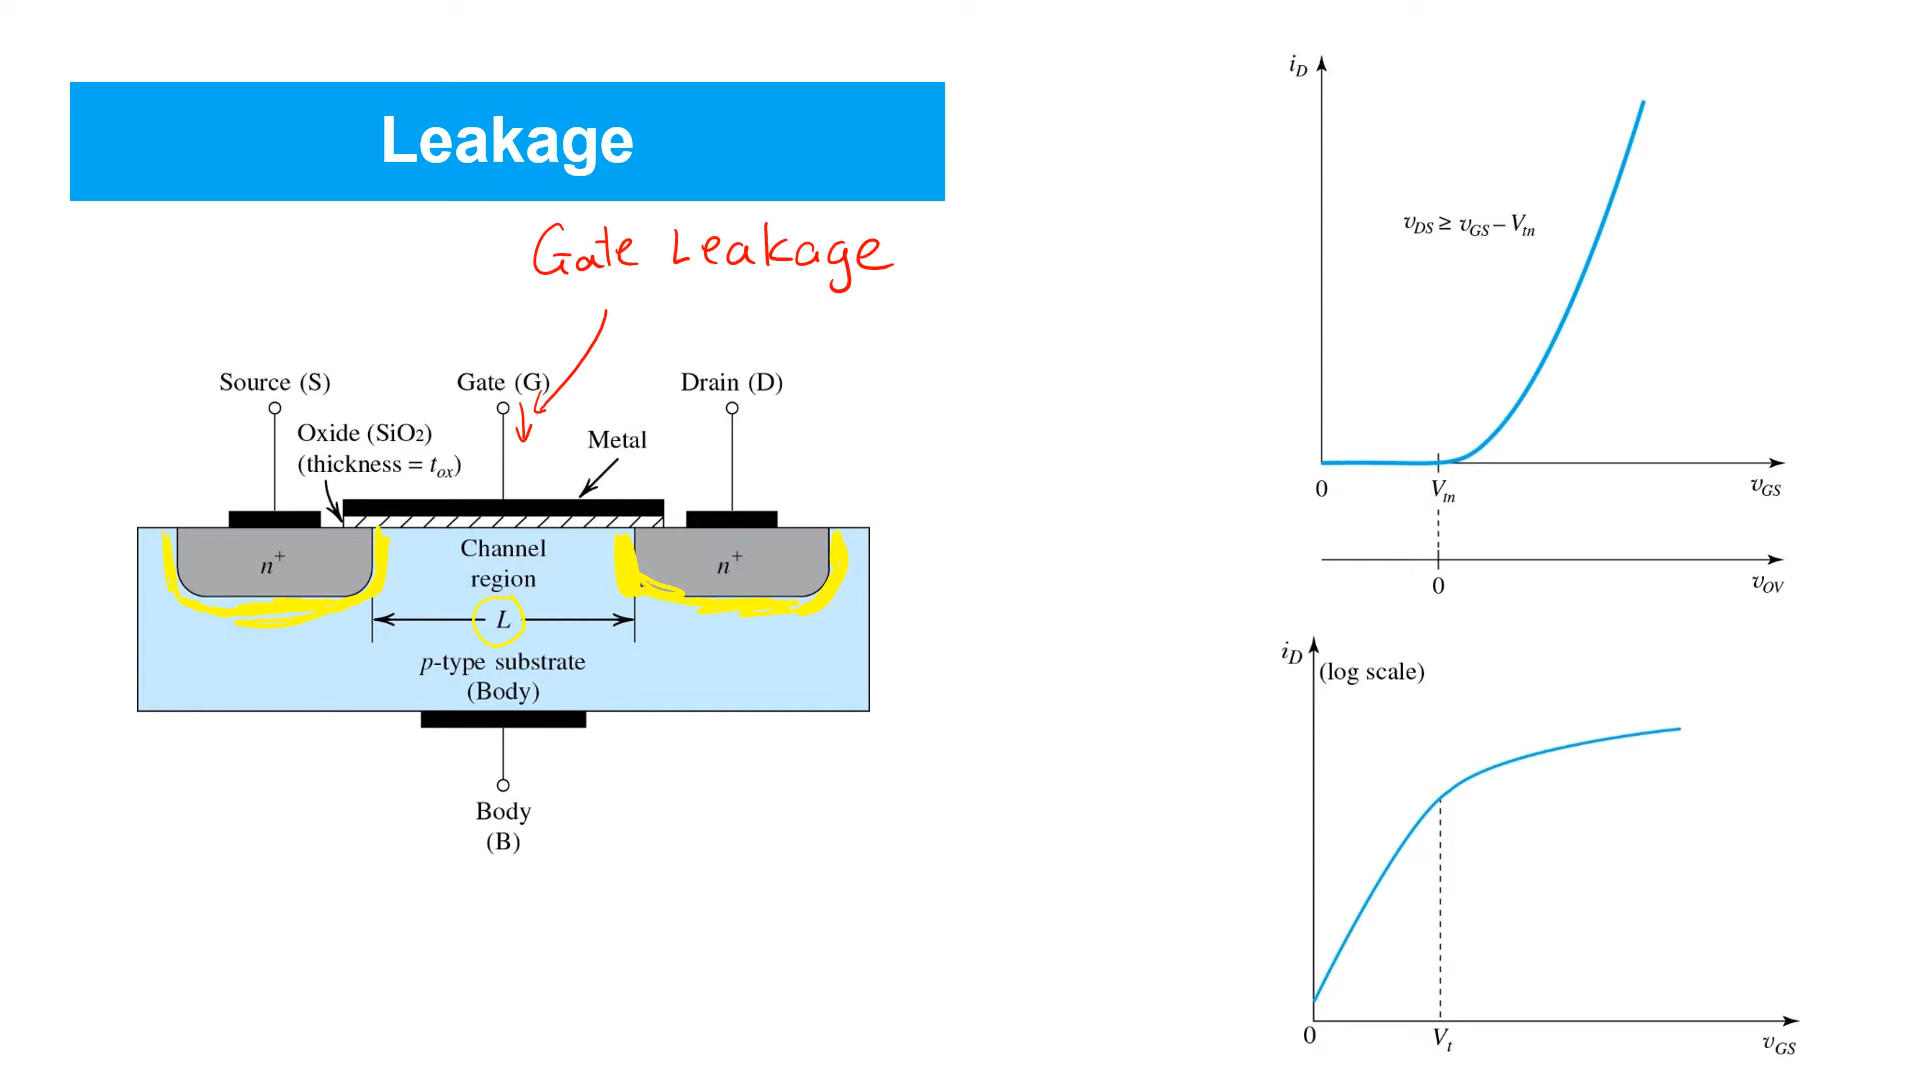 Leakage
Gate Leakage
Source (S)
Gate (G)
Drain (D)
Oxide (SiO2)
(thickness = tox)
Metal
n+
Channel
region
n+
L
p-type substrate
(Body)
Body
(B)
iD
vDS ≥ vGS – Vtn
0
Vtn
vGS
0
vOV
iD
(log scale)
0
Vt
vGS